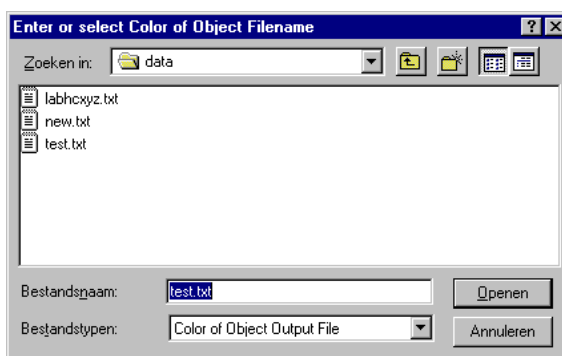 Enter or select Color of Object Filename
Zoeken in: data
labhcxyz.txt
new.txt
test.txt
Bestandsnaam: test.txt Openen
Bestandstypen: Color of Object Output File Annuleren